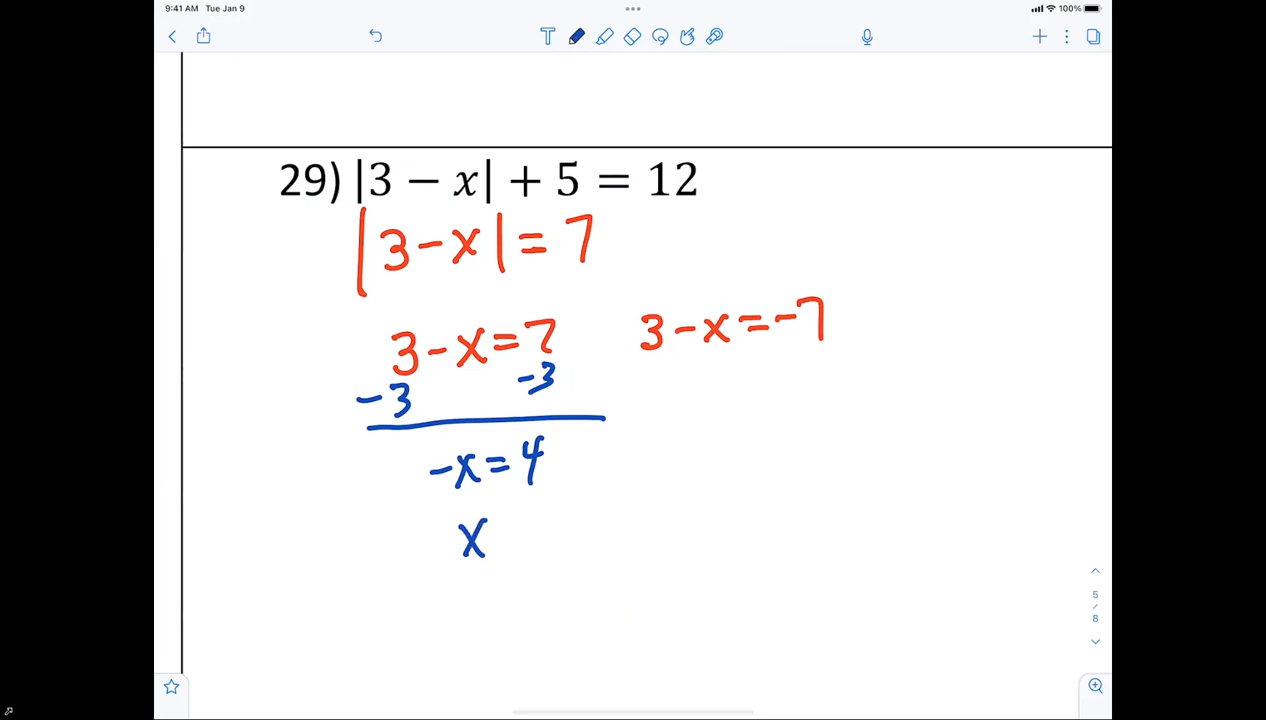 9:41 AM Tue Jan 9
100%
T
29) |3 − x| + 5 = 12
|3-x|=7
3-x=7 3-x=-7
-3 -3
-x=4
x
5
/
8